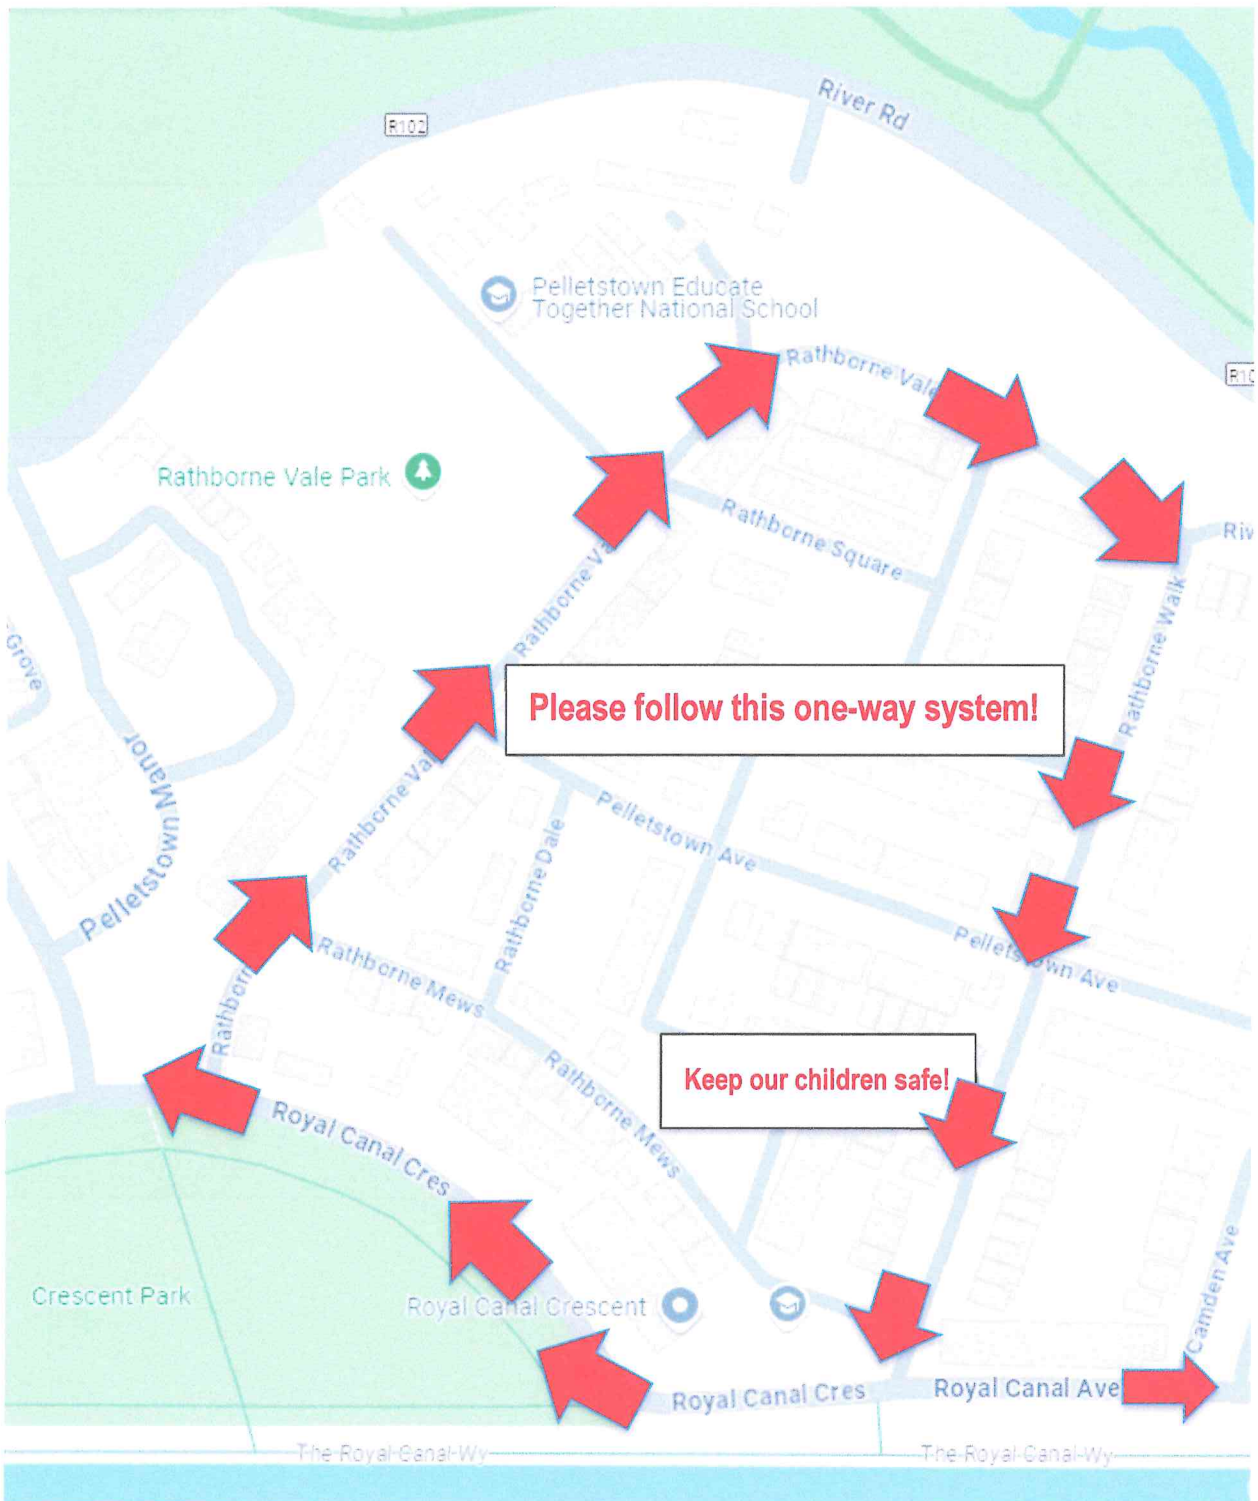 River Rd
R102
Pelletstown Educate
Together National School
Rathborne Vale
Rathborne Vale Park
Rathborne Square
Rathborne
Grove
Please follow this one-way system!
Rathborne Walk
Pelletstown Manor
Rathborne
Pelletstown Ave
Rathborne Dale
Pelletstown Ave
Rathborne Mews
Keep our children safe!
Rathborne Mews
Royal Canal Cres
Crescent Park
Royal Canal Crescent
Camden Ave
Royal Canal Cres
Royal Canal Ave
The Royal Canal Wy
The Royal Canal Wy